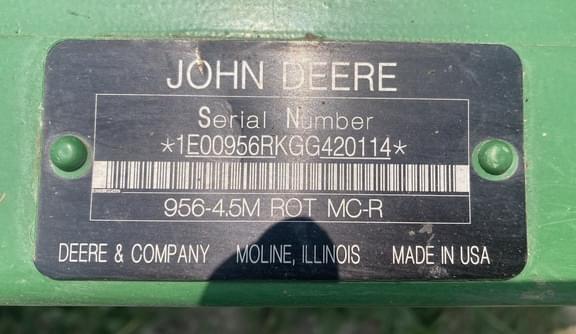 JOHN DEERE
Serial Number
*1E00956RKGG420114*
956-4.5M ROT MC-R
DEERE & COMPANY MOLINE, ILLINOIS MADE IN USA